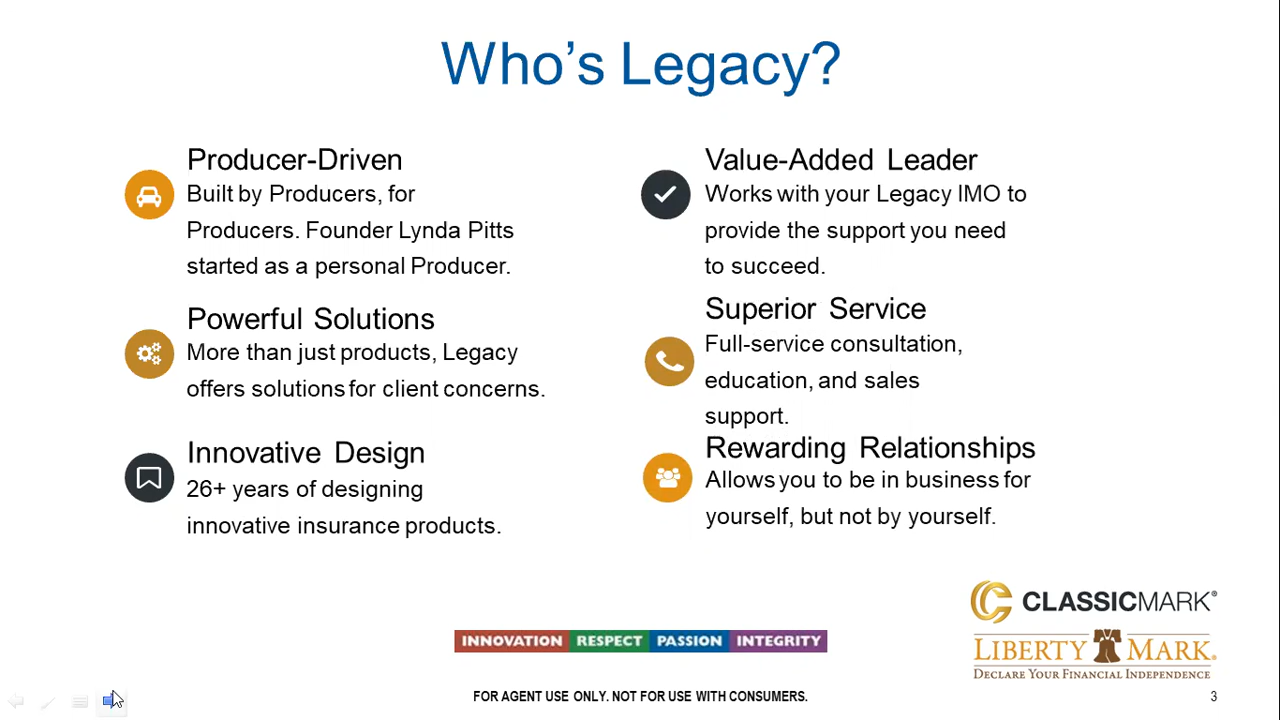 Who's Legacy?
Producer-Driven
Built by Producers, for
Producers. Founder Lynda Pitts
started as a personal Producer.
Powerful Solutions
More than just products, Legacy
offers solutions for client concerns.
Innovative Design
26+ years of designing
innovative insurance products.
Value-Added Leader
Works with your Legacy IMO to
provide the support you need
to succeed.
Superior Service
Full-service consultation,
education, and sales
support.
Rewarding Relationships
Allows you to be in business for
yourself, but not by yourself.
CLASSICMARK®
INNOVATION RESPECT PASSION INTEGRITY
LIBERTY MARK®
DECLARE YOUR FINANCIAL INDEPENDENCE
FOR AGENT USE ONLY. NOT FOR USE WITH CONSUMERS.
3